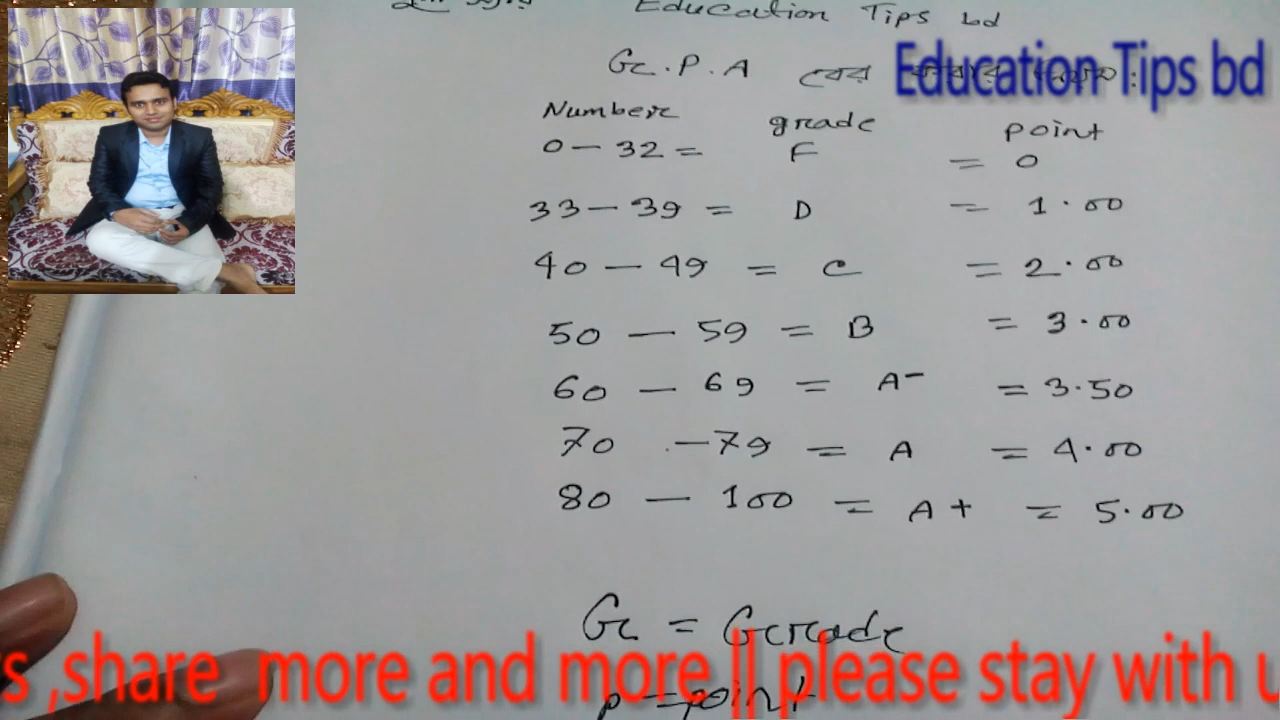 Education Tips bd
G.P.A বের
Education Tips bd
Number grade point
0 – 32 = F = 0
33 – 39 = D = 1.00
40 – 49 = C = 2.00
50 – 59 = B = 3.00
60 – 69 = A- = 3.50
70 – 79 = A = 4.00
80 – 100 = A+ = 5.00
G = Grade
s ,share more and more || please stay with u
P = point